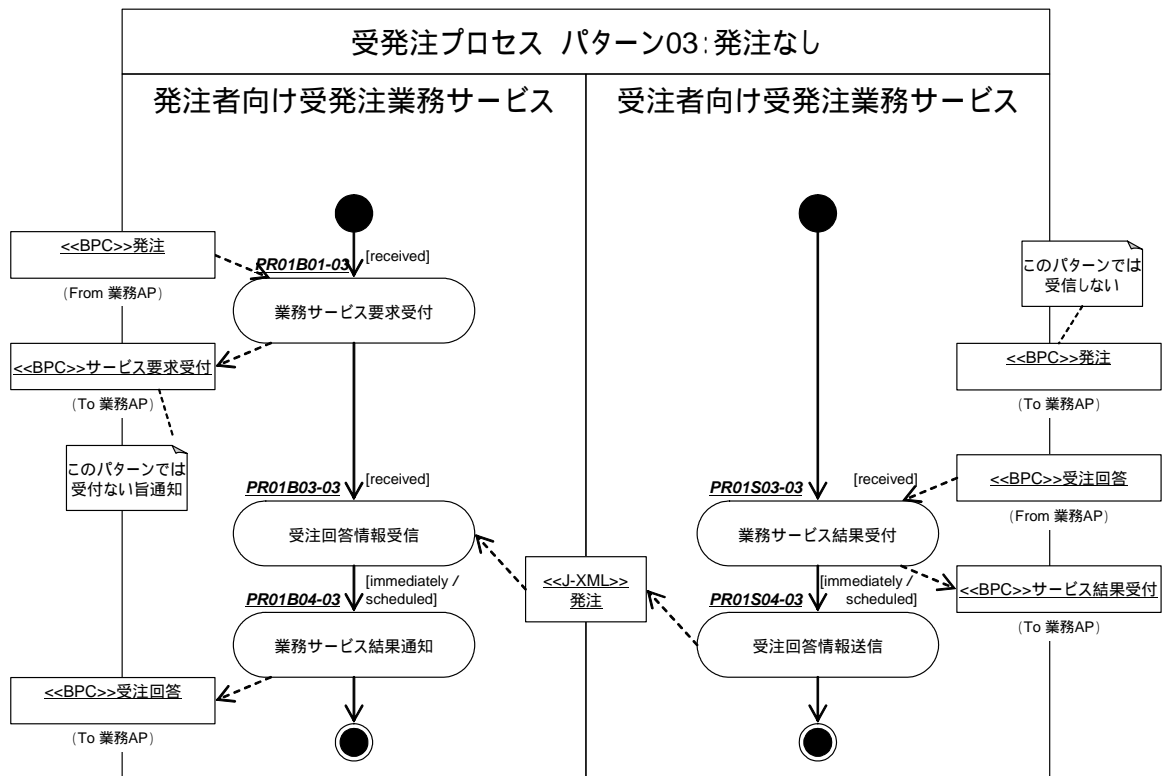 受発注プロセス パターン03:発注なし
発注者向け受発注業務サービス
受注者向け受発注業務サービス
<<BPC>>発注
(From 業務AP)
PR01B01-03
[received]
業務サービス要求受付
<<BPC>>サービス要求受付
(To 業務AP)
このパターンでは
受付ない旨通知
PR01B03-03
[received]
受注回答情報受信
[immediately /
scheduled]
PR01B04-03
業務サービス結果通知
<<BPC>>受注回答
(To 業務AP)
<<J-XML>>
発注
このパターンでは
受信しない
<<BPC>>発注
(To 業務AP)
PR01S03-03
[received]
<<BPC>>受注回答
(From 業務AP)
業務サービス結果受付
[immediately /
scheduled]
<<BPC>>サービス結果受付
(To 業務AP)
PR01S04-03
受注回答情報送信